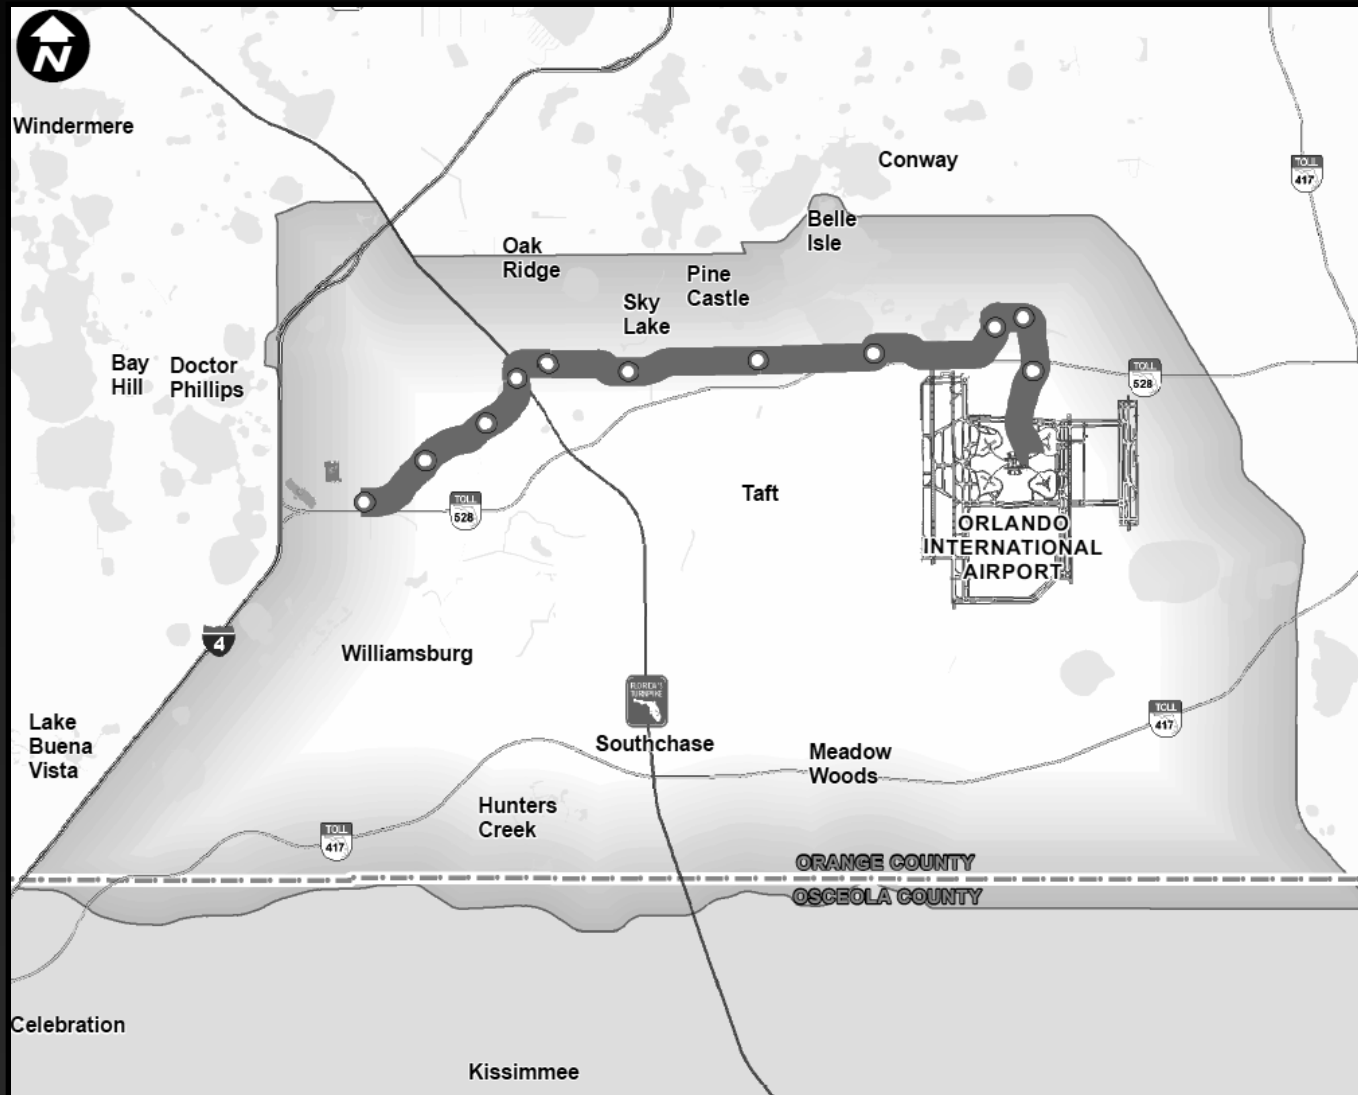 N
Windermere
Conway
TOLL
417
Belle
Isle
Oak
Ridge
Pine
Castle
Sky
Lake
Bay
Hill
Doctor
Phillips
TOLL
528
TOLL
528
Taft
ORLANDO
INTERNATIONAL
AIRPORT
4
Williamsburg
FLORIDA'S
TURNPIKE
TOLL
417
Lake
Buena
Vista
Southchase
Meadow
Woods
Hunters
Creek
TOLL
417
ORANGE COUNTY
OSCEOLA COUNTY
Celebration
Kissimmee